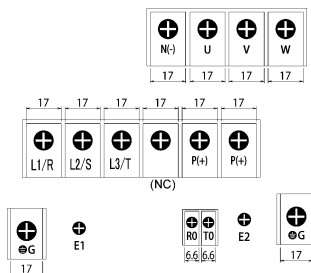 N(-) U V W
17 17 17 17
17 17 17 17 17 17
L1/R L2/S L3/T P(+) P(+)
(NC)
⏚G E1 R0 T0 E2 ⏚G
17 6.6 6.6 17